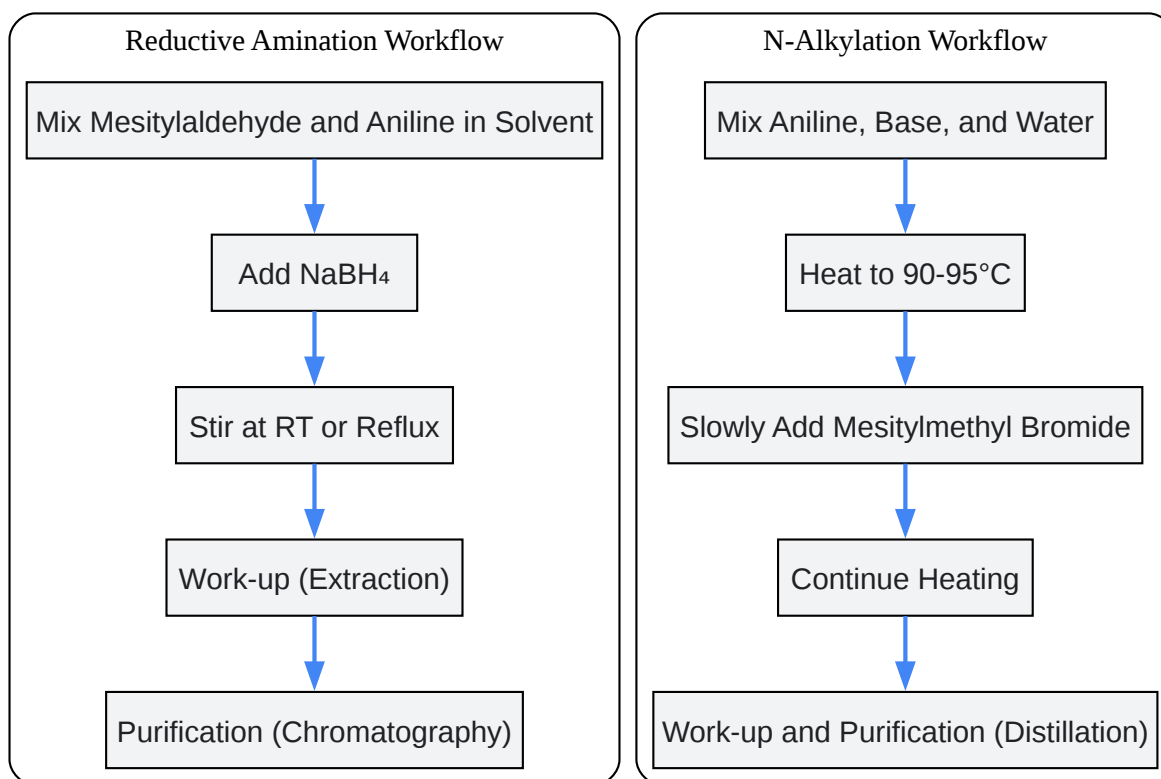 Reductive Amination Workflow
Mix Mesitylaldehyde and Aniline in Solvent
Add NaBH₄
Stir at RT or Reflux
Work-up (Extraction)
Purification (Chromatography)
N-Alkylation Workflow
Mix Aniline, Base, and Water
Heat to 90-95°C
Slowly Add Mesitylmethyl Bromide
Continue Heating
Work-up and Purification (Distillation)